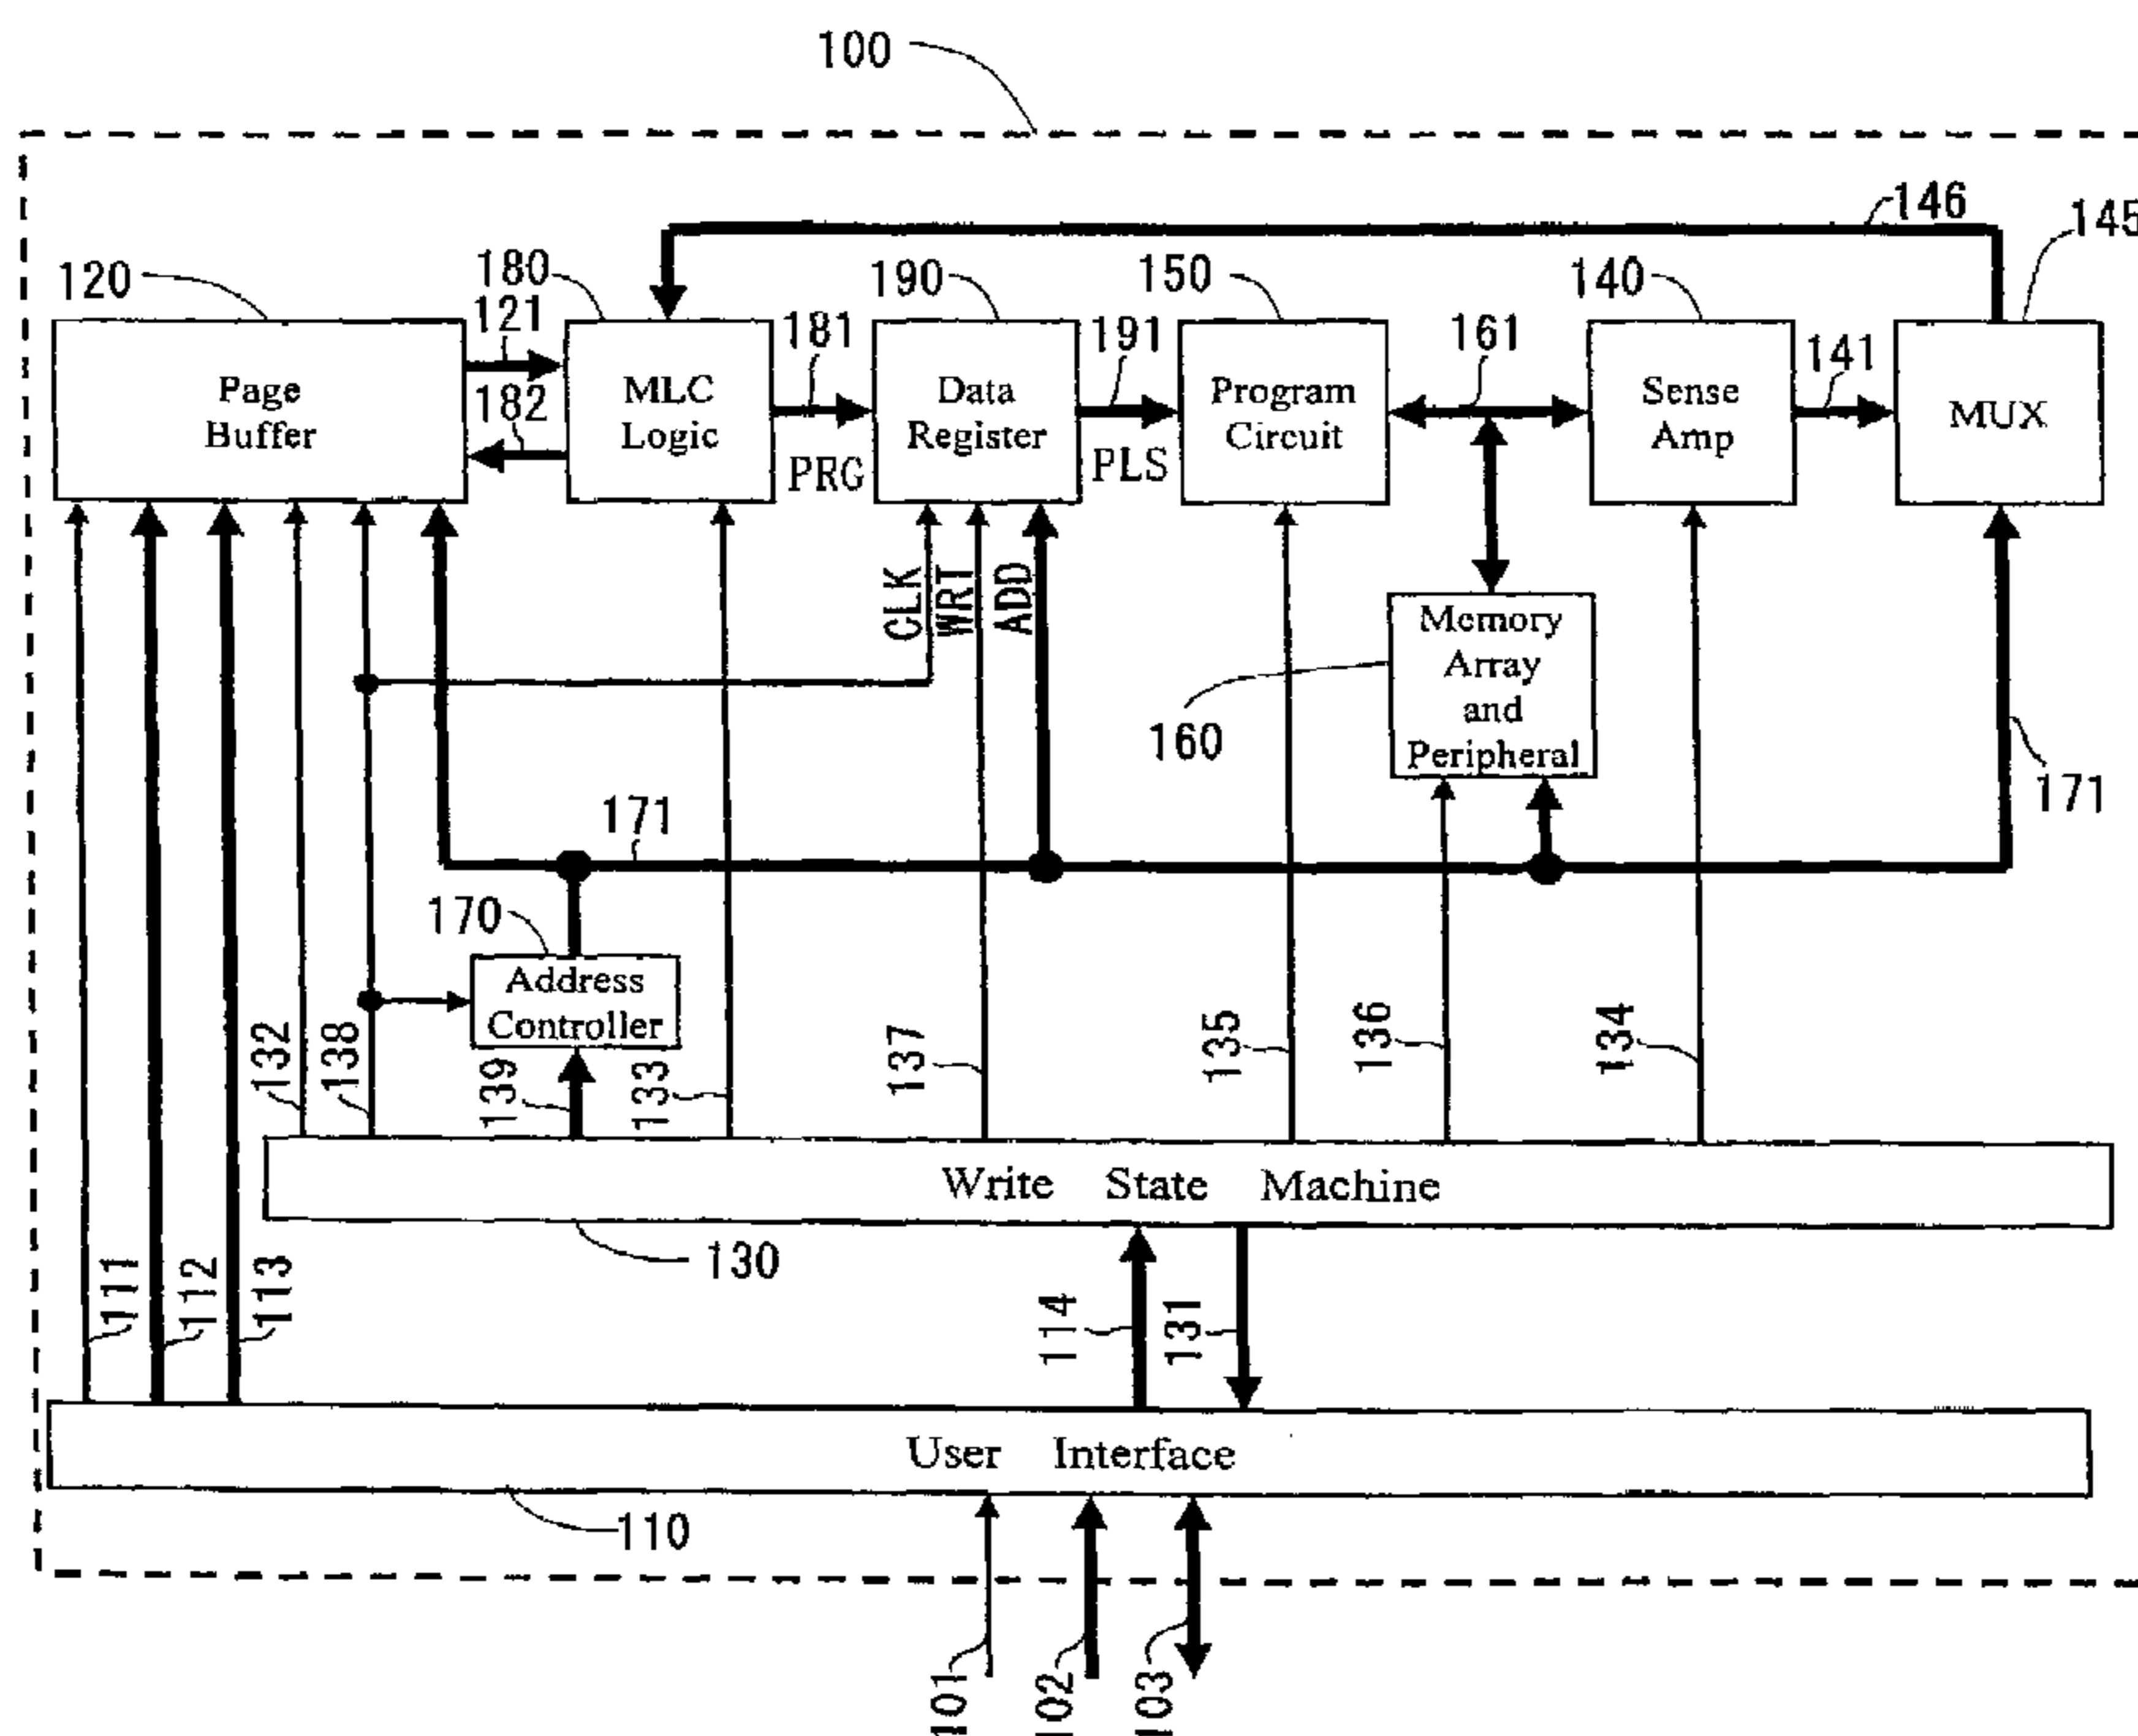 100
146
145
120
180
121
182
181
190
191
150
161
140
141
Page
Buffer
MLC
Logic
PRG
Data
Register
PLS
Program
Circuit
Sense
Amp
MUX
CLK
WRT
ADD
Memory
Array
and
Peripheral
160
171
171
170
Address
Controller
132
138
139
133
137
135
136
134
Write State Machine
130
111
112
113
114
131
User Interface
110
101
102
103